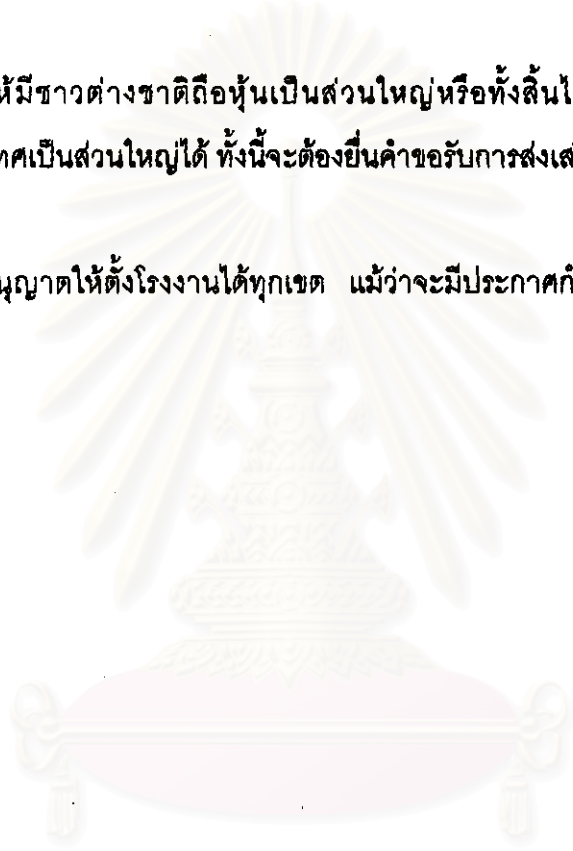 ห้มีชาวต่างชาติถือหุ้นเป็นส่วนใหญ่หรือทั้งสิ้นไ
ทศเป็นส่วนใหญ่ได้ ทั้งนี้จะต้องยื่นคำขอรับการส่งเส
นุญาตให้ตั้งโรงงานได้ทุกเขต แม้ว่าจะมีประกาศก